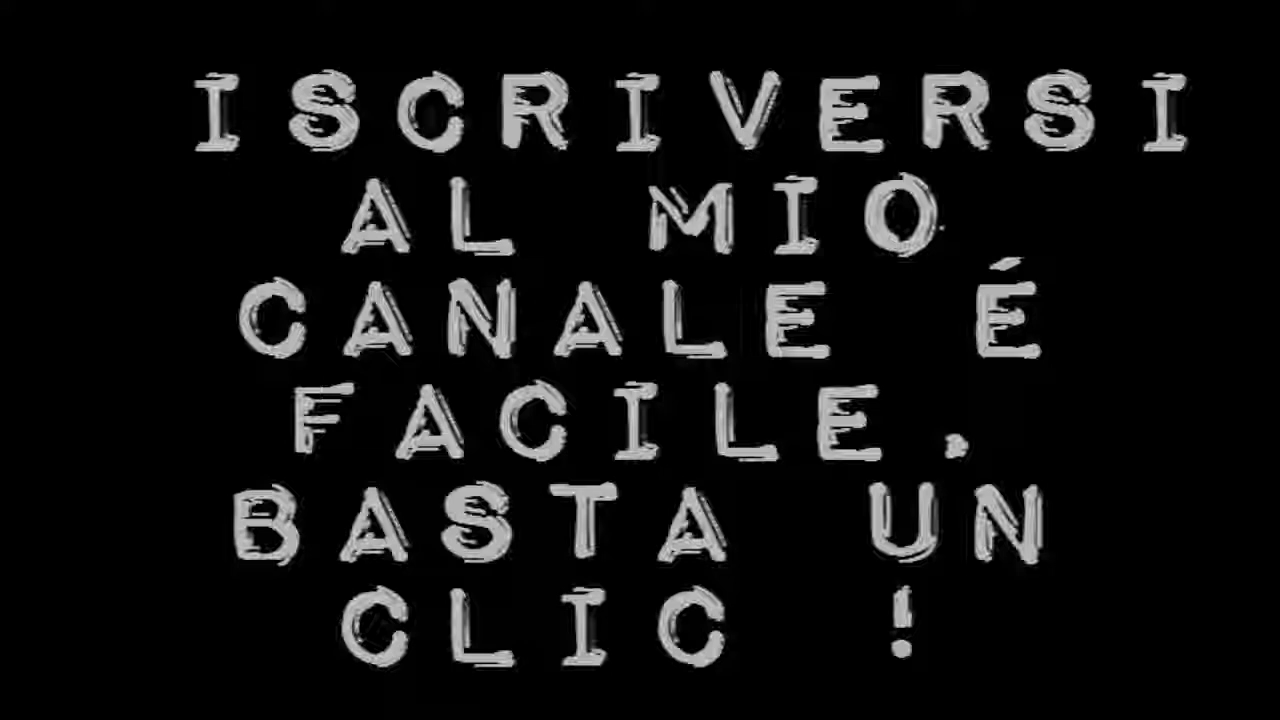 ISCRIVERSI
AL MIO
CANALE É
FACILE.
BASTA UN
CLIC !